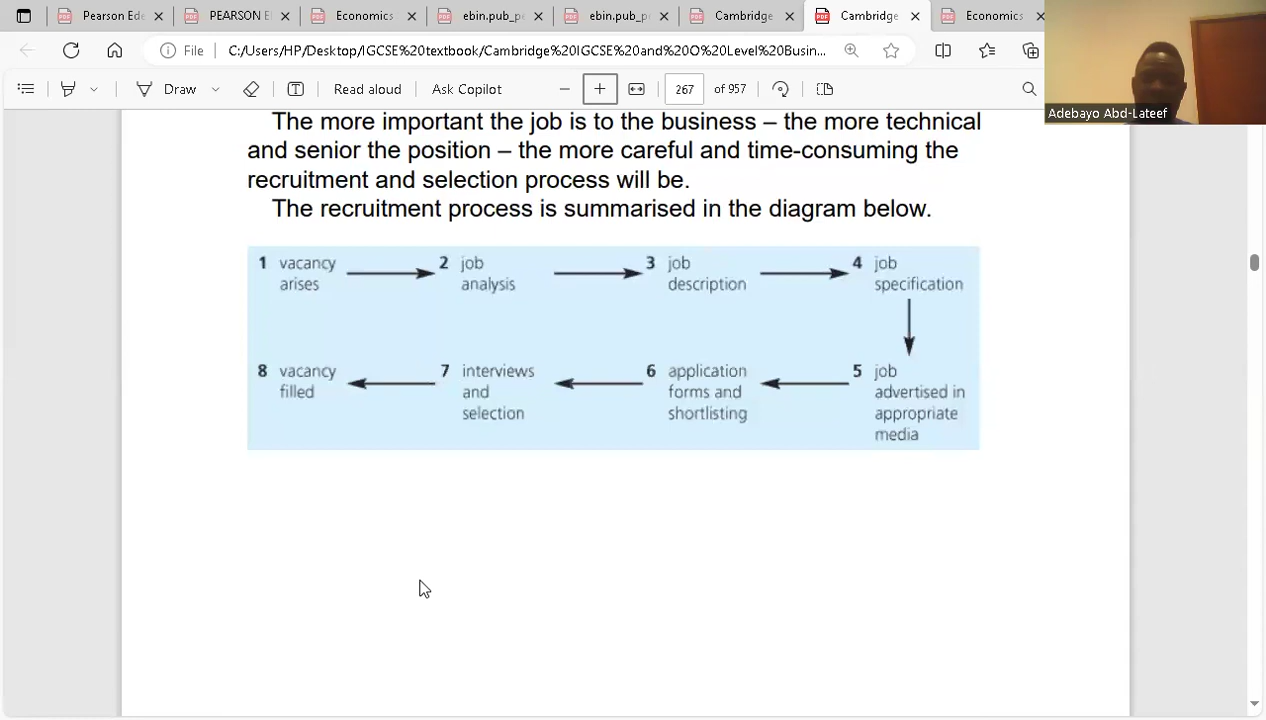 Pearson Ede
PEARSON E
Economics
ebin.pub_p
ebin.pub_p
Cambridge
Cambridge
Economics
File
C:/Users/HP/Desktop/IGCSE%20textbook/Cambridge%20IGCSE%20and%20O%20Level%20Busin...
Draw
Read aloud
Ask Copilot
267
of 957
Adebayo Abd-Lateef
The more important the job is to the business – the more technical
and senior the position – the more careful and time-consuming the
recruitment and selection process will be.
The recruitment process is summarised in the diagram below.
1 vacancy
arises
2 job
analysis
3 job
description
4 job
specification
5 job
advertised in
appropriate
media
6 application
forms and
shortlisting
7 interviews
and
selection
8 vacancy
filled